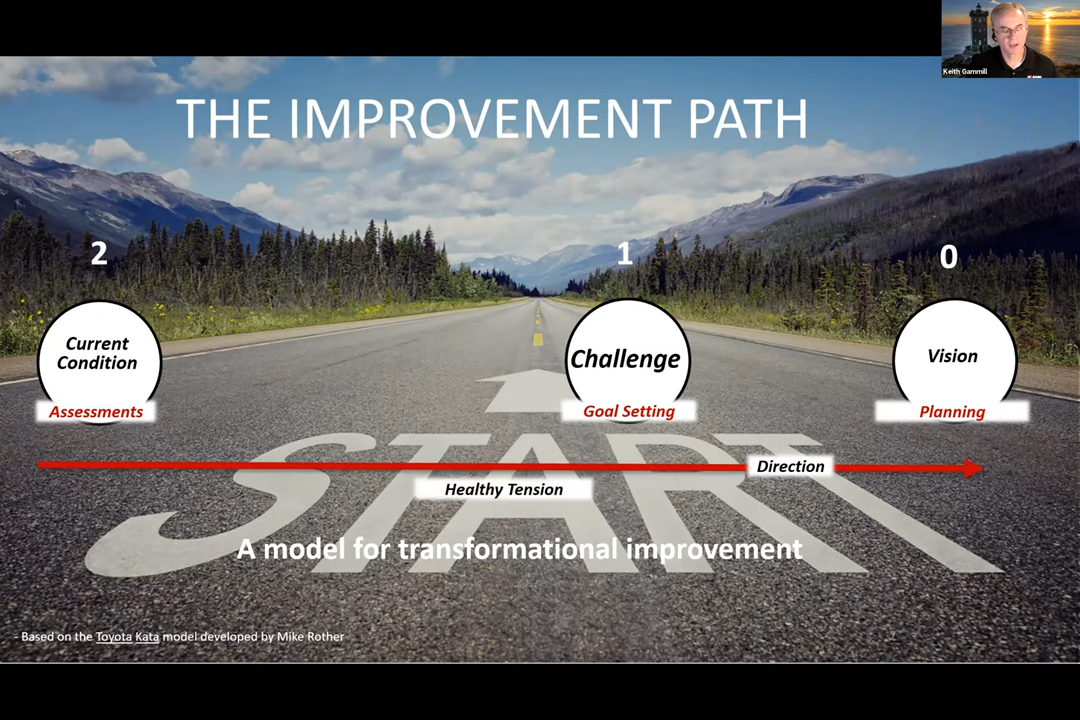 Keith Gammill
THE IMPROVEMENT PATH
2
1
0
Current
Condition
Challenge
Vision
Assessments
Goal Setting
Planning
START
Direction
Healthy Tension
A model for transformational improvement
- Based on the Toyota Kata model developed by Mike Rother